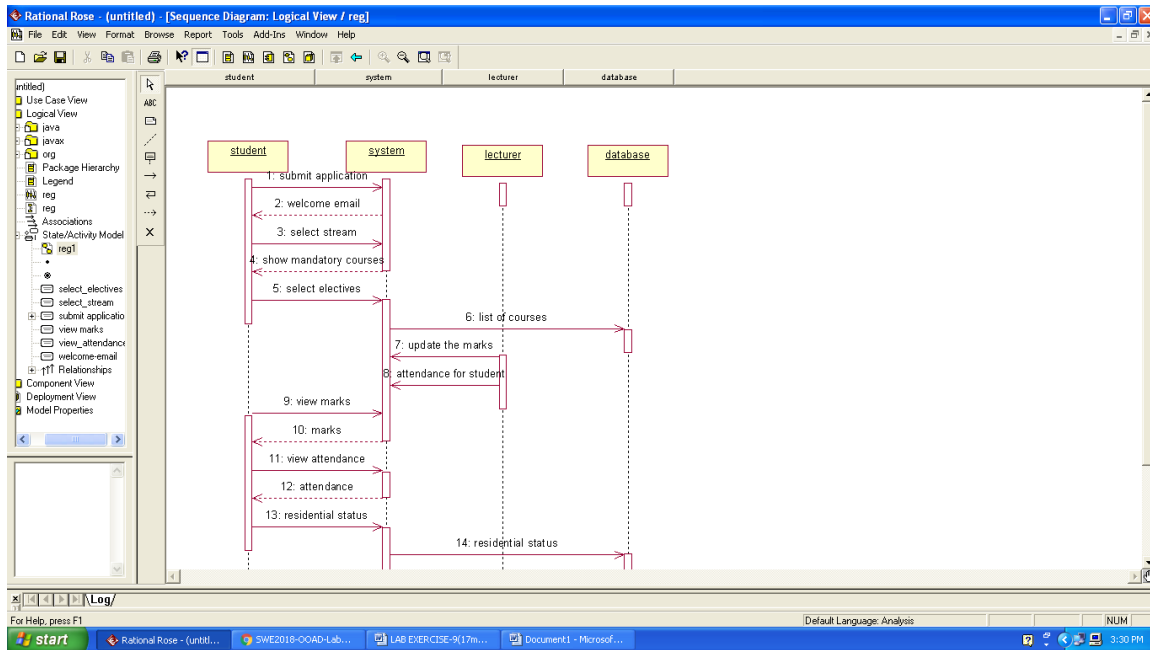 Rational Rose - (untitled) - [Sequence Diagram: Logical View / reg]
File Edit View Format Browse Report Tools Add-Ins Window Help
student system lecturer database
untitled)
Use Case View
Logical View
java
javax
org
Package Hierarchy
Legend
reg
reg
Associations
State/Activity Model
reg1
select_electives
select_stream
submit applicatio
view marks
view_attendance
welcome-email
Relationships
Component View
Deployment View
Model Properties
ABC
student system lecturer database
1: submit application
2: welcome email
3: select stream
4: show mandatory courses
5: select electives
6: list of courses
7: update the marks
8: attendance for student
9: view marks
10: marks
11: view attendance
12: attendance
13: residential status
14: residential status
Log
For Help, press F1 Default Language: Analysis NUM
start Rational Rose - (untitl... SWE2018-OOAD-Lab... LAB EXERCISE-9(17m... Document1 - Microsof... 3:30 PM